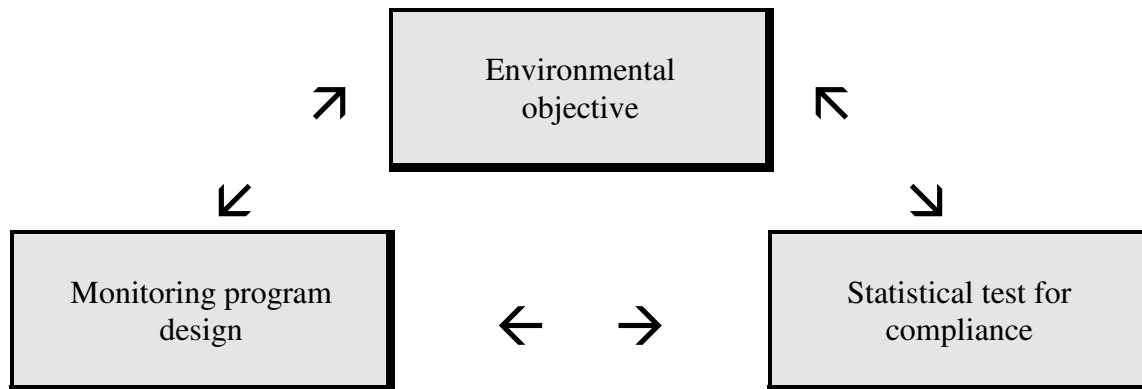 Environmental
objective
Monitoring program
design
Statistical test for
compliance